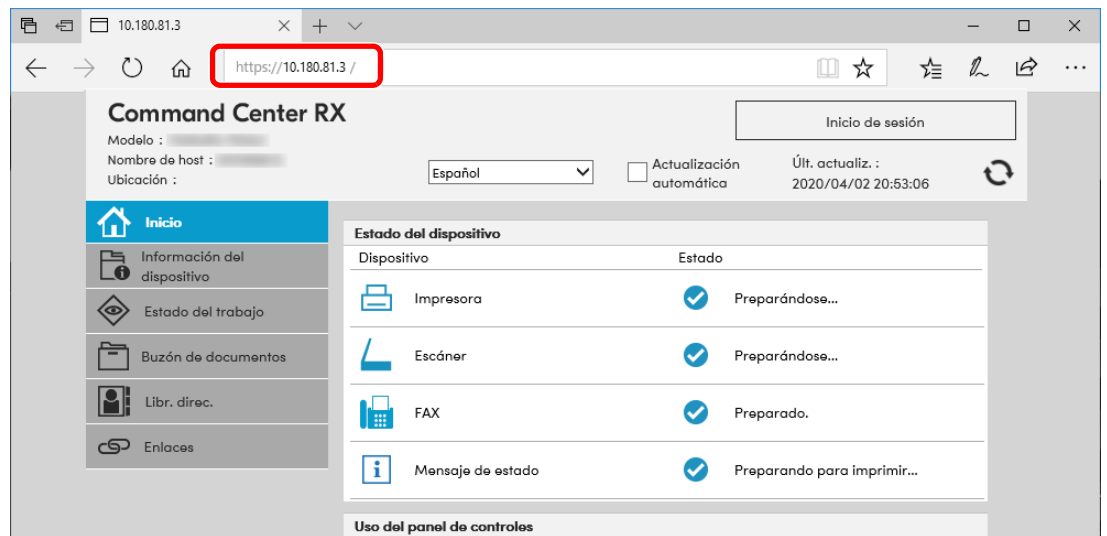 10.180.81.3
https://10.180.81.3 /
Command Center RX
Modelo :
Nombre de host :
Ubicación :
Inicio de sesión
Español
Actualización
automática
Últ. actualiz. :
2020/04/02 20:53:06
Inicio
Información del
dispositivo
Estado del trabajo
Buzón de documentos
Libr. direc.
Enlaces
Estado del dispositivo
Dispositivo Estado
Impresora Preparándose...
Escáner Preparándose...
FAX Preparado.
Mensaje de estado Preparando para imprimir...
Uso del panel de controles